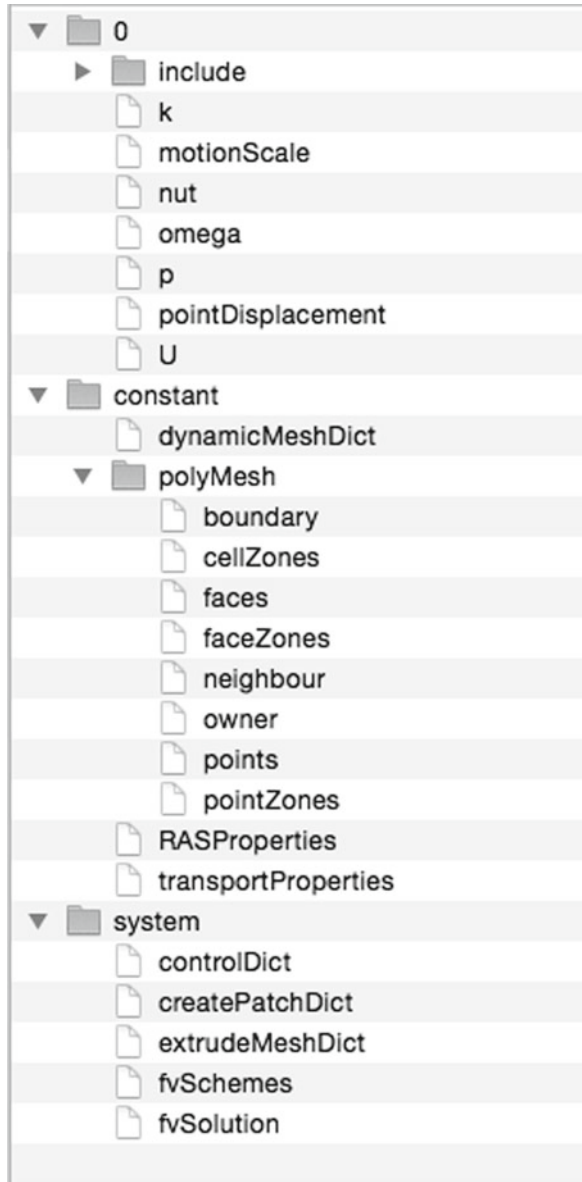 0
include
k
motionScale
nut
omega
p
pointDisplacement
U
constant
dynamicMeshDict
polyMesh
boundary
cellZones
faces
faceZones
neighbour
owner
points
pointZones
RASProperties
transportProperties
system
controlDict
createPatchDict
extrudeMeshDict
fvSchemes
fvSolution